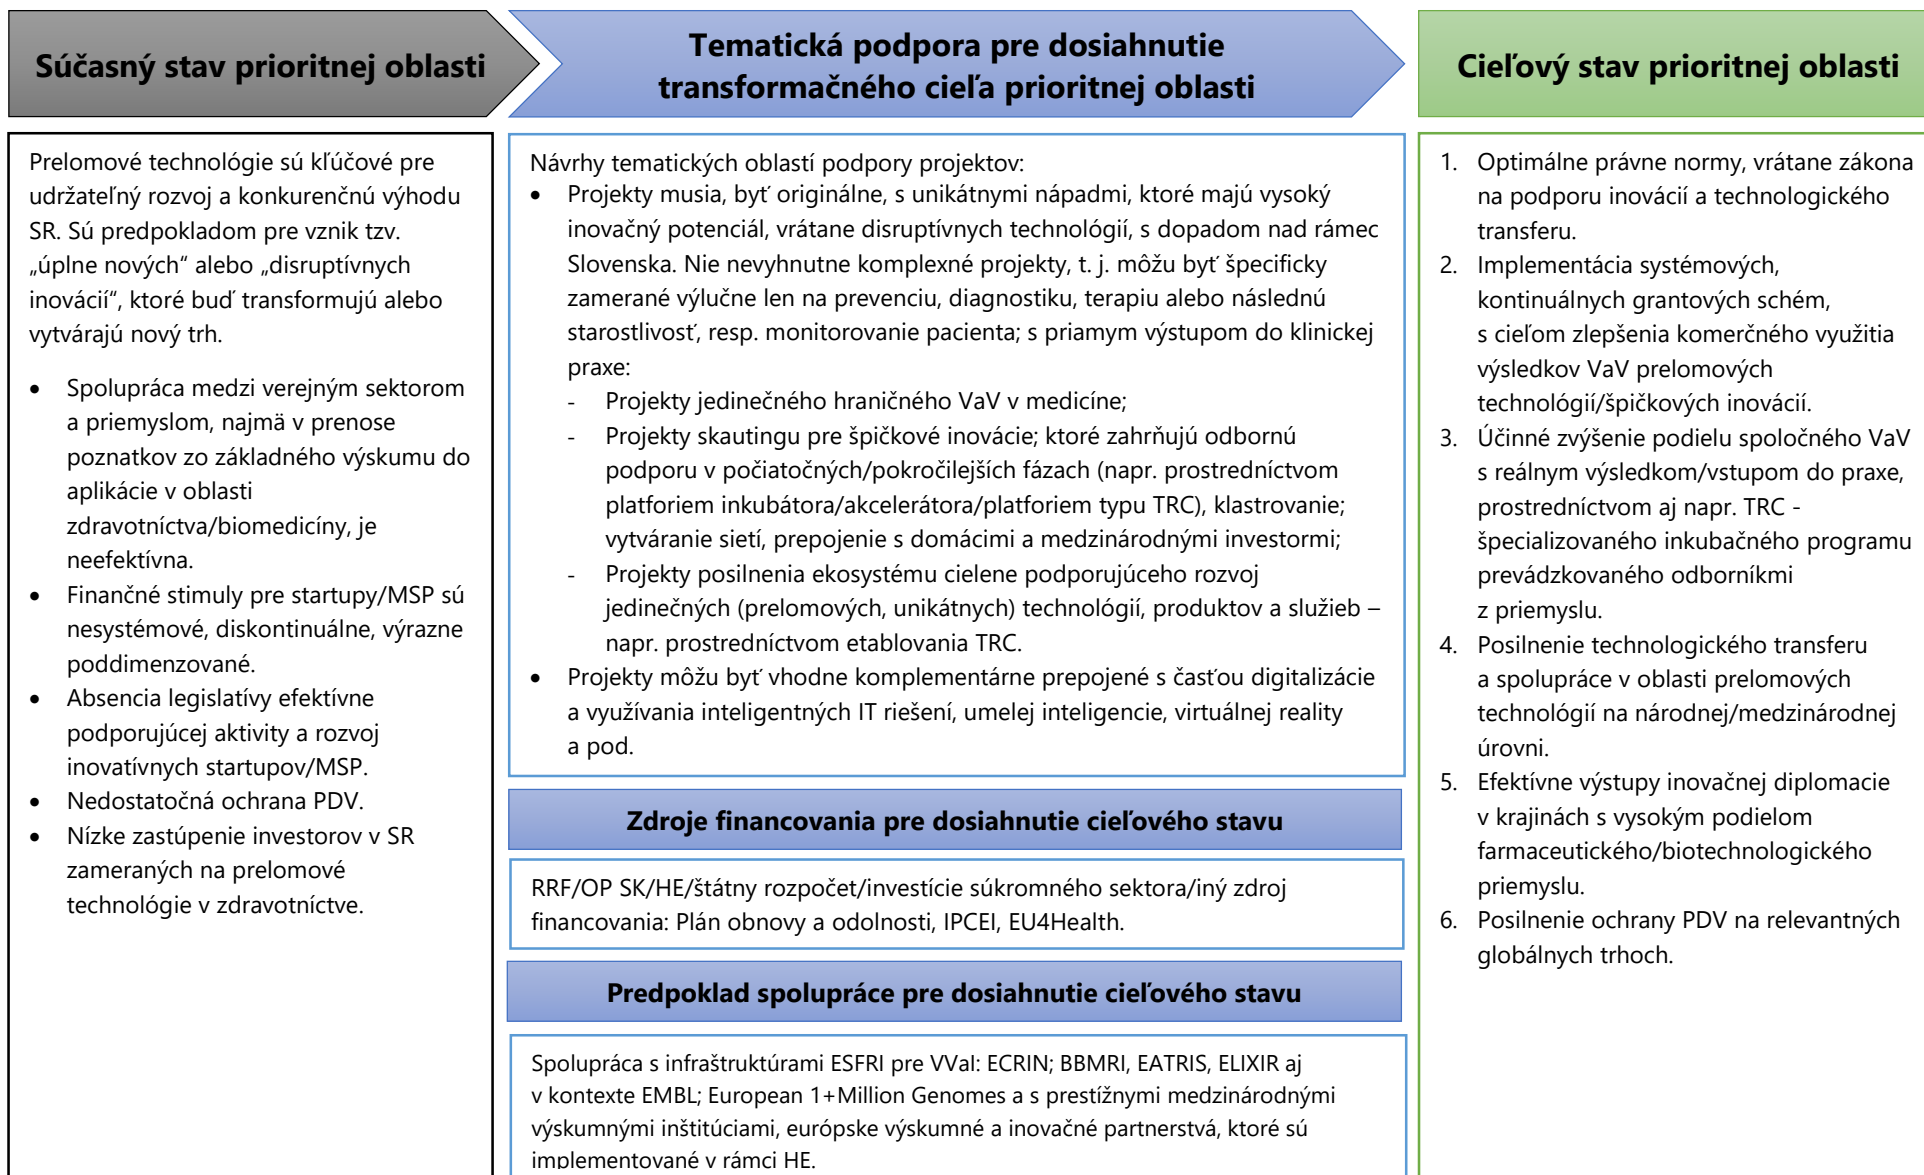 Súčasný stav prioritnej oblasti
Tematická podpora pre dosiahnutie
transformačného cieľa prioritnej oblasti
Cieľový stav prioritnej oblasti
Prelomové technológie sú kľúčové pre
udržateľný rozvoj a konkurenčnú výhodu
SR. Sú predpokladom pre vznik tzv.
„úplne nových“ alebo „disruptívnych
inovácií“, ktoré buď transformujú alebo
vytvárajú nový trh.
• Spolupráca medzi verejným sektorom
a priemyslom, najmä v prenose
poznatkov zo základného výskumu do
aplikácie v oblasti
zdravotníctva/biomedicíny, je
neefektívna.
• Finančné stimuly pre startupy/MSP sú
nesystémové, diskontinuálne, výrazne
poddimenzované.
• Absencia legislatívy efektívne
podporujúcej aktivity a rozvoj
inovatívnych startupov/MSP.
• Nedostatočná ochrana PDV.
• Nízke zastúpenie investorov v SR
zameraných na prelomové
technológie v zdravotníctve.
Návrhy tematických oblastí podpory projektov:
• Projekty musia, byť originálne, s unikátnymi nápadmi, ktoré majú vysoký
inovačný potenciál, vrátane disruptívnych technológií, s dopadom nad rámec
Slovenska. Nie nevyhnutne komplexné projekty, t. j. môžu byť špecificky
zamerané výlučne len na prevenciu, diagnostiku, terapiu alebo následnú
starostlivosť, resp. monitorovanie pacienta; s priamym výstupom do klinickej
praxe:
- Projekty jedinečného hraničného VaV v medicíne;
- Projekty skautingu pre špičkové inovácie; ktoré zahrňujú odbornú
podporu v počiatočných/pokročilejších fázach (napr. prostredníctvom
platforiem inkubátora/akcelerátora/platforiem typu TRC), klastrovanie;
vytváranie sietí, prepojenie s domácimi a medzinárodnými investormi;
- Projekty posilnenia ekosystému cielene podporujúceho rozvoj
jedinečných (prelomových, unikátnych) technológií, produktov a služieb –
napr. prostredníctvom etablovania TRC.
• Projekty môžu byť vhodne komplementárne prepojené s časťou digitalizácie
a využívania inteligentných IT riešení, umelej inteligencie, virtuálnej reality
a pod.
Zdroje financovania pre dosiahnutie cieľového stavu
RRF/OP SK/HE/štátny rozpočet/investície súkromného sektora/iný zdroj
financovania: Plán obnovy a odolnosti, IPCEI, EU4Health.
Predpoklad spolupráce pre dosiahnutie cieľového stavu
Spolupráca s infraštruktúrami ESFRI pre VVaI: ECRIN; BBMRI, EATRIS, ELIXIR aj
v kontexte EMBL; European 1+Million Genomes a s prestížnymi medzinárodnými
výskumnými inštitúciami, európske výskumné a inovačné partnerstvá, ktoré sú
implementované v rámci HE.
1. Optimálne právne normy, vrátane zákona
na podporu inovácií a technologického
transferu.
2. Implementácia systémových,
kontinuálnych grantových schém,
s cieľom zlepšenia komerčného využitia
výsledkov VaV prelomových
technológií/špičkových inovácií.
3. Účinné zvýšenie podielu spoločného VaV
s reálnym výsledkom/vstupom do praxe,
prostredníctvom aj napr. TRC -
špecializovaného inkubačného programu
prevádzkovaného odborníkmi
z priemyslu.
4. Posilnenie technologického transferu
a spolupráce v oblasti prelomových
technológií na národnej/medzinárodnej
úrovni.
5. Efektívne výstupy inovačnej diplomacie
v krajinách s vysokým podielom
farmaceutického/biotechnologického
priemyslu.
6. Posilnenie ochrany PDV na relevantných
globálnych trhoch.